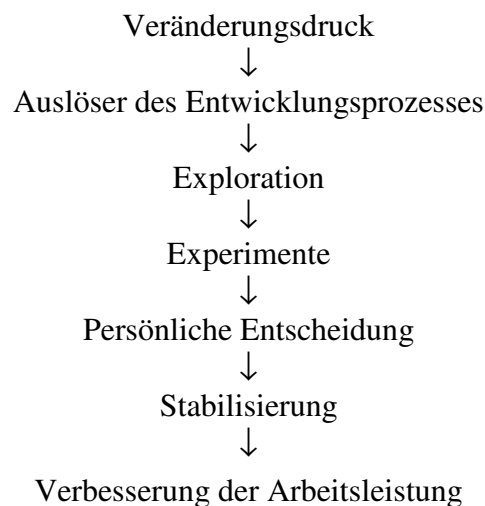 Veränderungsdruck
↓
Auslöser des Entwicklungsprozesses
↓
Exploration
↓
Experimente
↓
Persönliche Entscheidung
↓
Stabilisierung
↓
Verbesserung der Arbeitsleistung